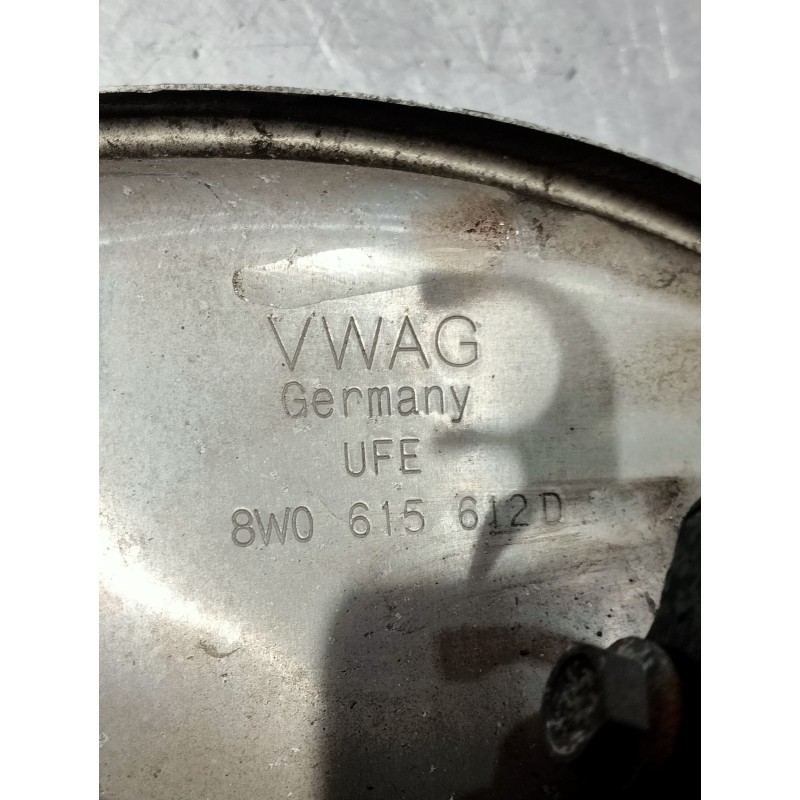 VWAG
Germany
UFE
8W0 615 612D